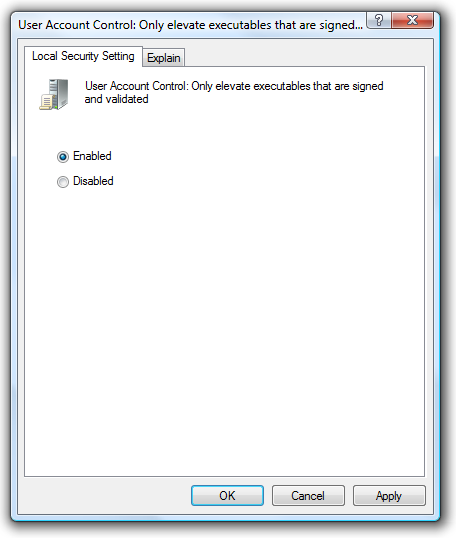 User Account Control: Only elevate executables that are signed...
?
Local Security Setting
Explain
User Account Control: Only elevate executables that are signed
and validated
Enabled
Disabled
OK
Cancel
Apply